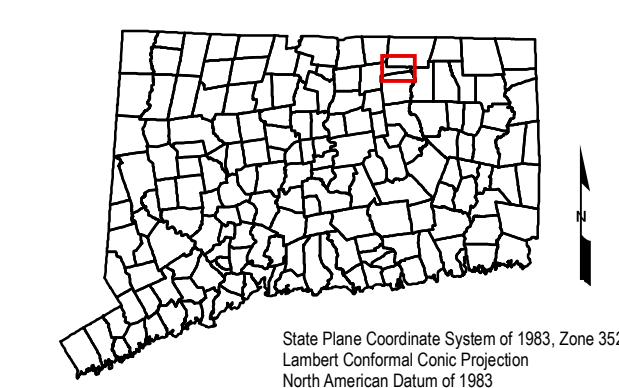 N
State Plane Coordinate System of 1983, Zone 352
Lambert Conformal Conic Projection
North American Datum of 1983